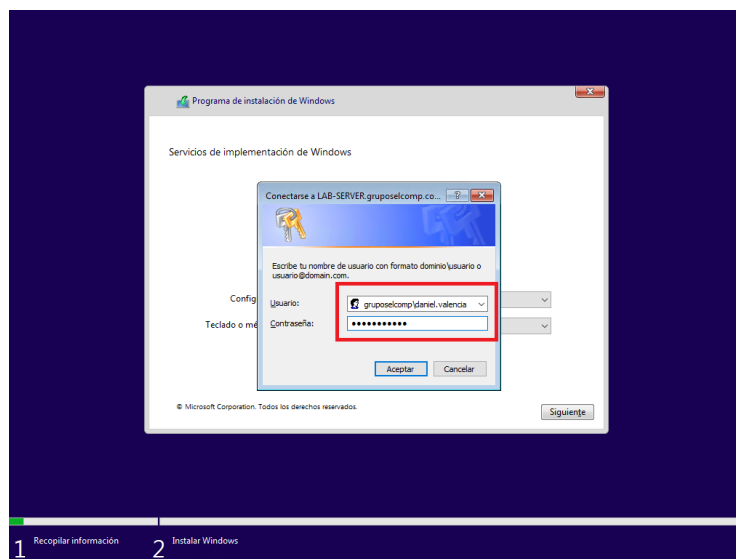 Programa de instalación de Windows
Servicios de implementación de Windows
Conectarse a LAB-SERVER.gruposelcomp.co...
Escribe tu nombre de usuario con formato dominio\usuario o
usuario@domain.com.
Config
Usuario:
gruposelcomp\daniel.valencia
Teclado o mé
Contraseña:
•••••••••••
Aceptar
Cancelar
© Microsoft Corporation. Todos los derechos reservados.
Siguiente
1 Recopilar información
2 Instalar Windows